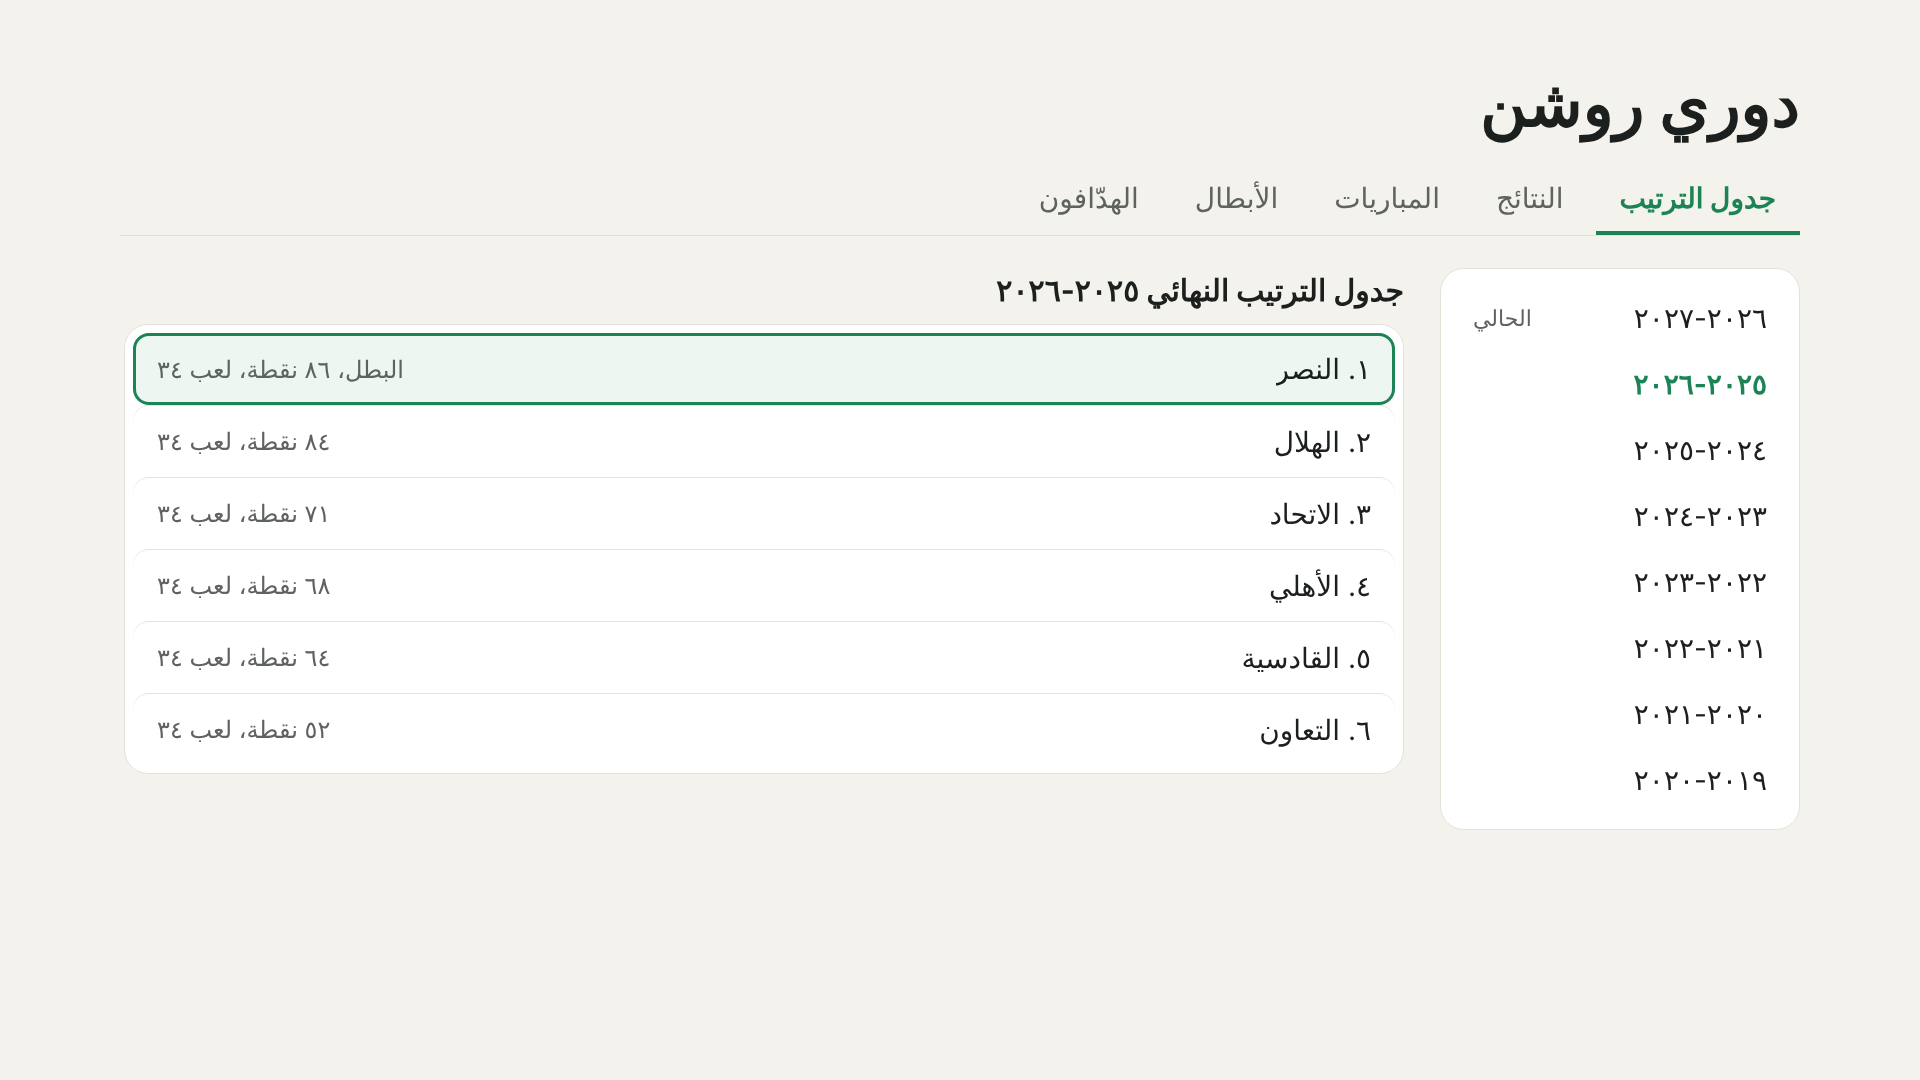 دوري روشن
جدول الترتيب
النتائج
المباريات
الأبطال
الهدّافون
٢٠٢٦-٢٠٢٧ الحالي
٢٠٢٥-٢٠٢٦
٢٠٢٤-٢٠٢٥
٢٠٢٣-٢٠٢٤
٢٠٢٢-٢٠٢٣
٢٠٢١-٢٠٢٢
٢٠٢٠-٢٠٢١
٢٠١٩-٢٠٢٠
جدول الترتيب النهائي ٢٠٢٥-٢٠٢٦
١. النصر البطل، ٨٦ نقطة، لعب ٣٤
٢. الهلال ٨٤ نقطة، لعب ٣٤
٣. الاتحاد ٧١ نقطة، لعب ٣٤
٤. الأهلي ٦٨ نقطة، لعب ٣٤
٥. القادسية ٦٤ نقطة، لعب ٣٤
٦. التعاون ٥٢ نقطة، لعب ٣٤